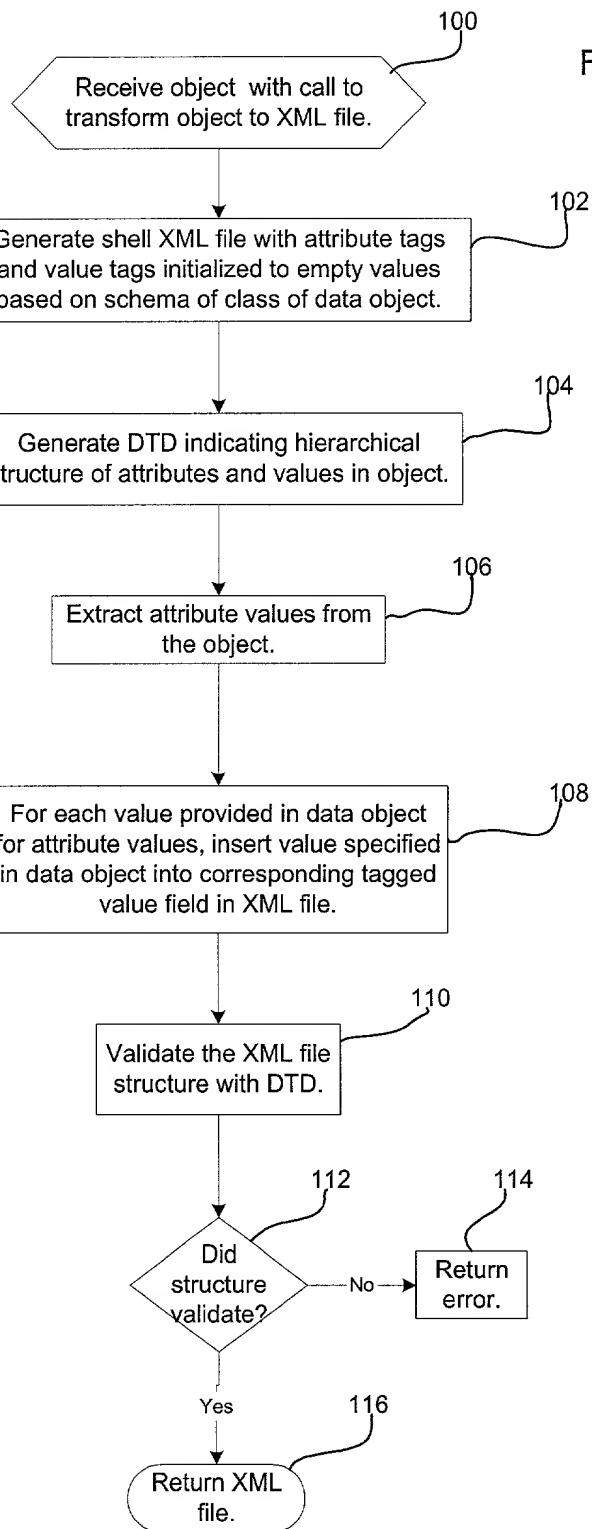 100
F
Receive object with call to
transform object to XML file.
102
Generate shell XML file with attribute tags
and value tags initialized to empty values
based on schema of class of data object.
104
Generate DTD indicating hierarchical
tructure of attributes and values in object.
106
Extract attribute values from
the object.
108
For each value provided in data object
for attribute values, insert value specified
in data object into corresponding tagged
value field in XML file.
110
Validate the XML file
structure with DTD.
112
114
Did
structure
validate?
No
Return
error.
Yes
116
Return XML
file.